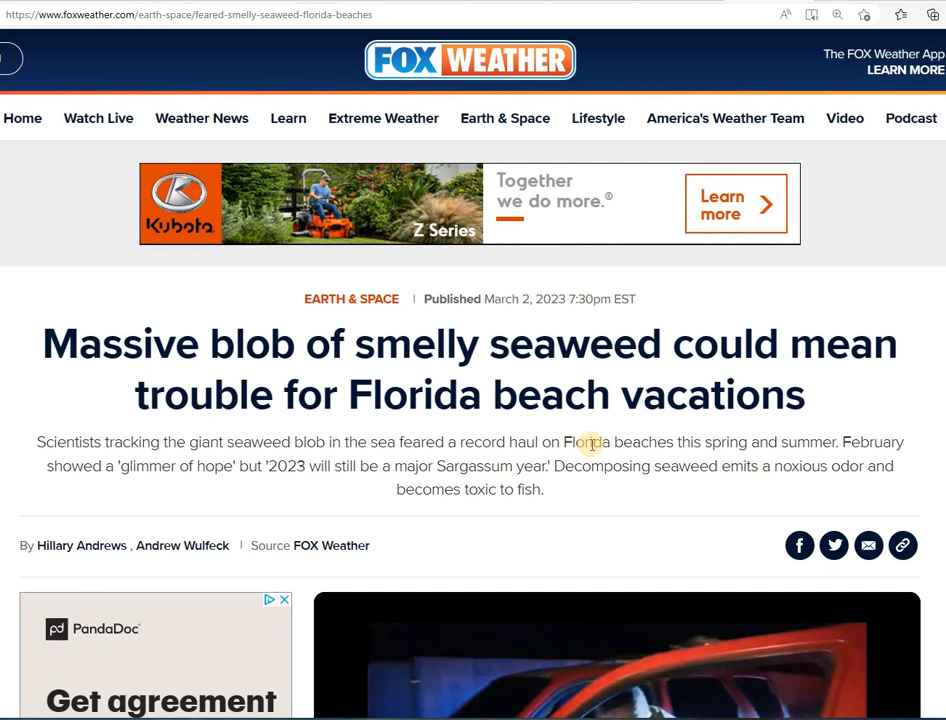 https://www.foxweather.com/earth-space/feared-smelly-seaweed-florida-beaches
FOX WEATHER
The FOX Weather App
LEARN MORE
Home Watch Live Weather News Learn Extreme Weather Earth & Space Lifestyle America's Weather Team Video Podcast
Kubota
Z Series
Together
we do more.®
Learn
more
EARTH & SPACE | Published March 2, 2023 7:30pm EST
Massive blob of smelly seaweed could mean
trouble for Florida beach vacations
Scientists tracking the giant seaweed blob in the sea feared a record haul on Florida beaches this spring and summer. February
showed a 'glimmer of hope' but '2023 will still be a major Sargassum year.' Decomposing seaweed emits a noxious odor and
becomes toxic to fish.
By Hillary Andrews , Andrew Wulfeck | Source FOX Weather
pd PandaDoc
Get agreement